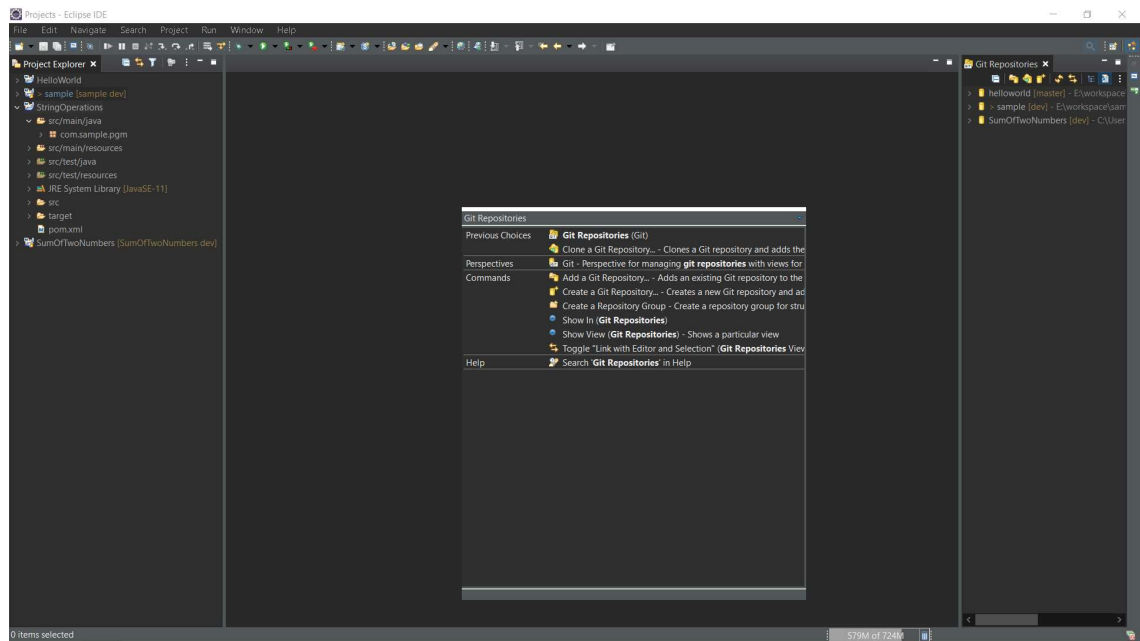 Projects - Eclipse IDE
File Edit Navigate Search Project Run Window Help
Project Explorer
HelloWorld
> sample [sample dev]
StringOperations
src/main/java
com.sample.pgm
src/main/resources
src/test/java
src/test/resources
JRE System Library [JavaSE-11]
src
target
pom.xml
SumOfTwoNumbers [SumOfTwoNumbers dev]
Git Repositories
Previous Choices Git Repositories (Git)
Clone a Git Repository... - Clones a Git repository and adds the
Perspectives Git - Perspective for managing git repositories with views for
Commands Add a Git Repository... - Adds an existing Git repository to the
Create a Git Repository... - Creates a new Git repository and ad
Create a Repository Group - Create a repository group for stru
Show In (Git Repositories)
Show View (Git Repositories) - Shows a particular view
Toggle "Link with Editor and Selection" (Git Repositories View
Help Search 'Git Repositories' in Help
Git Repositories
helloworld [master] - E:\workspace
> sample [dev] - E:\workspace\sam
SumOfTwoNumbers [dev] - C:\User
0 items selected
579M of 724M